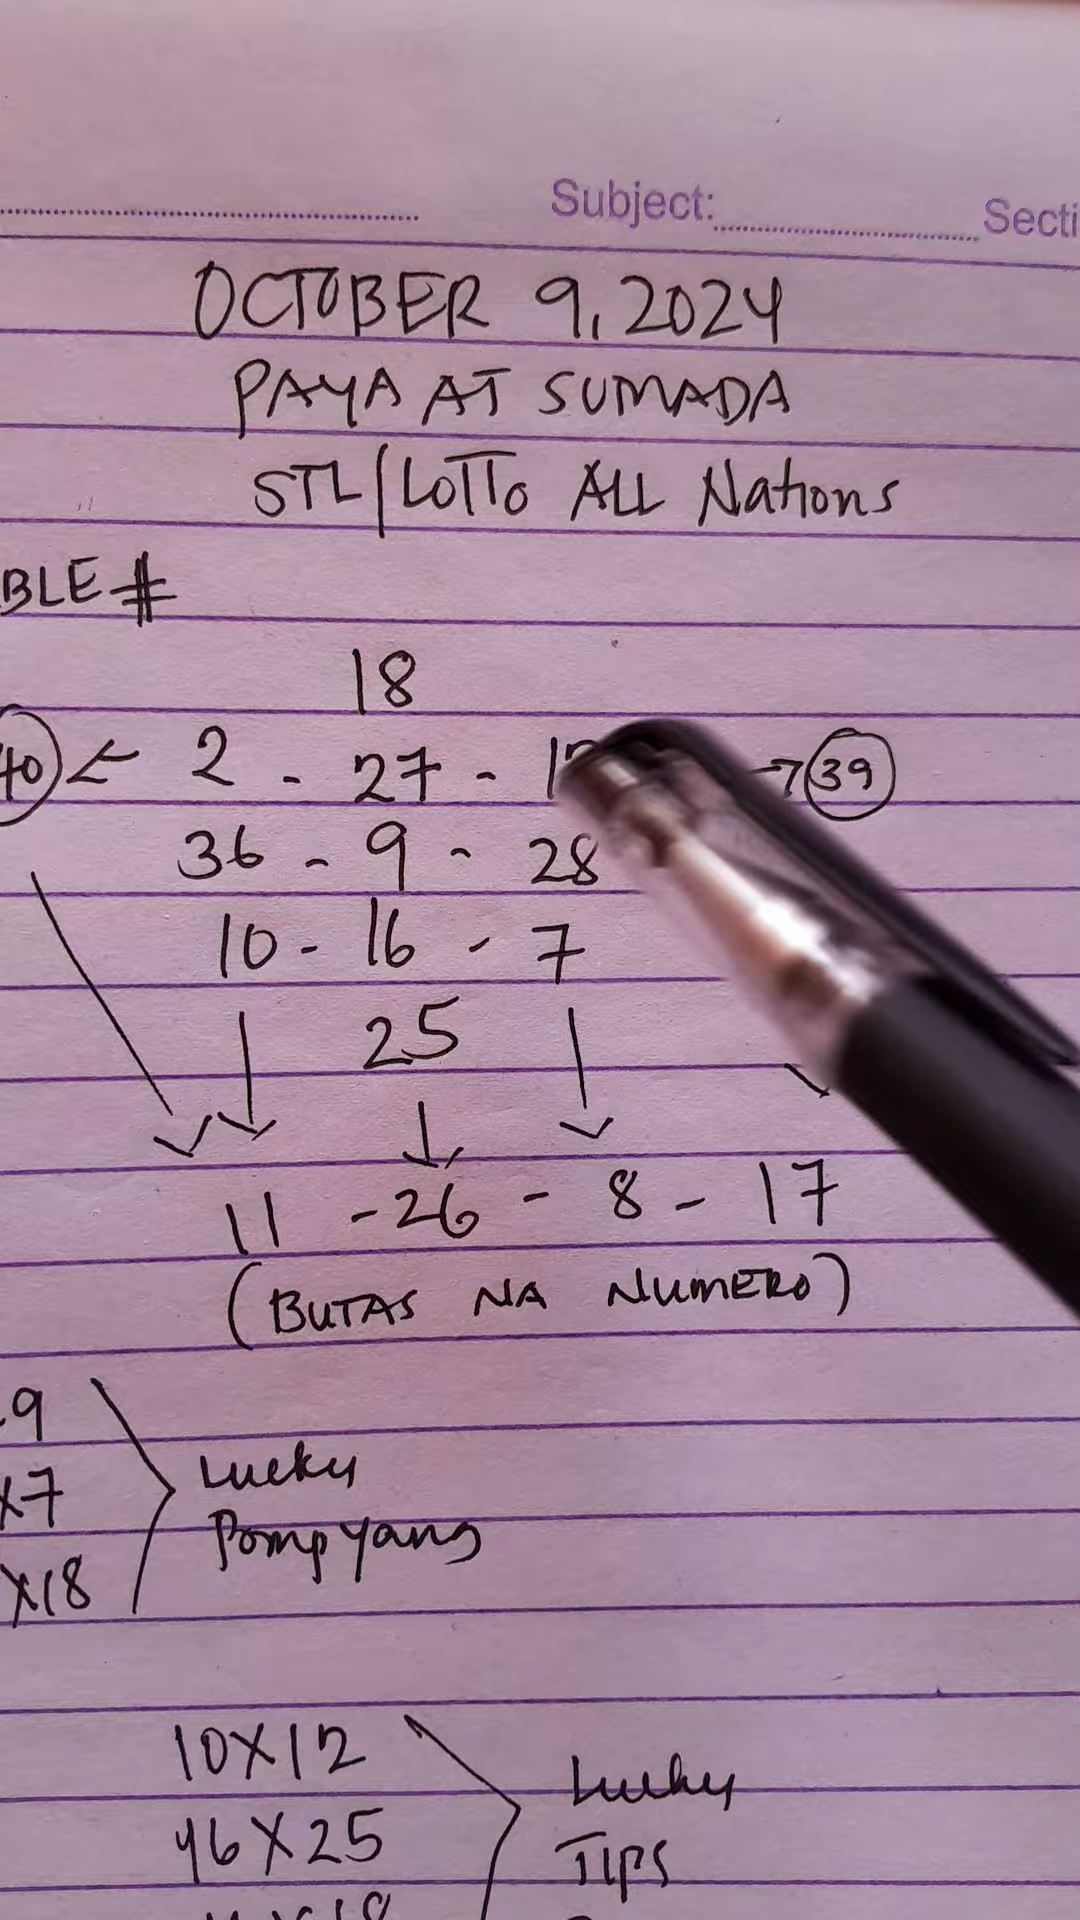 Subject: Secti
OCTOBER 9, 2024
PAYA AT SUMADA
STL/LOTTO ALL Nations
BLE #
18
40 ← 2 - 27 - → 39
36 - 9 - 28
10 - 16 - 7
25
11 - 26 - 8 - 17
(BUTAS NA NUMERO)
-9
X7
X18
Lucky
Pompyang
10X12
46X25
Lucky
TIPS